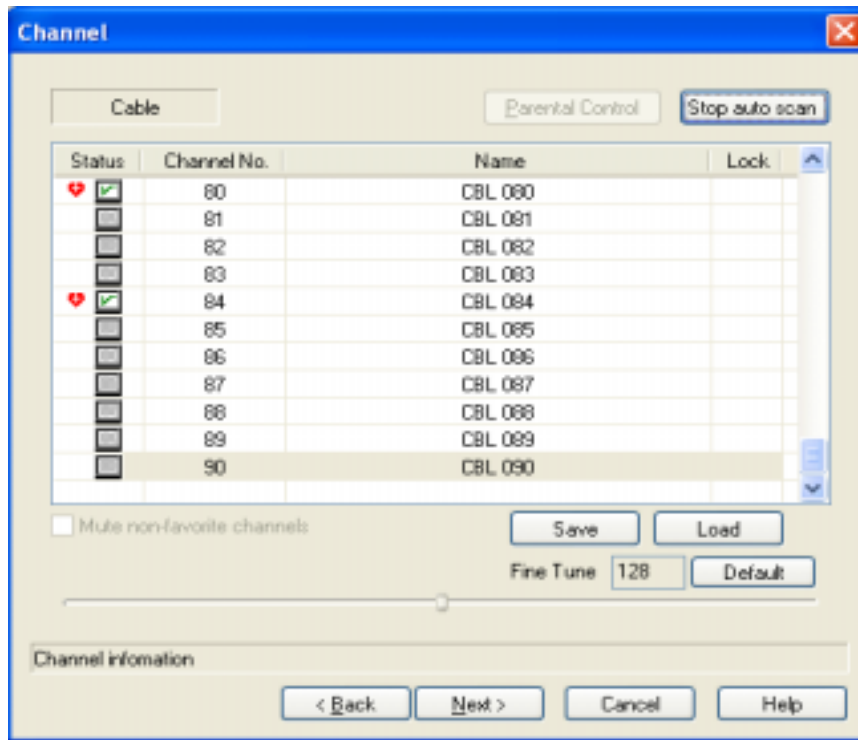 Channel
Cable Parental Control Stop auto scan
Status Channel No. Name Lock
80 CBL 080
81 CBL 081
82 CBL 082
83 CBL 083
84 CBL 084
85 CBL 085
86 CBL 086
87 CBL 087
88 CBL 088
89 CBL 089
90 CBL 090
Mute non-favorite channels Save Load
Fine Tune 128 Default
Channel infomation
< Back Next > Cancel Help